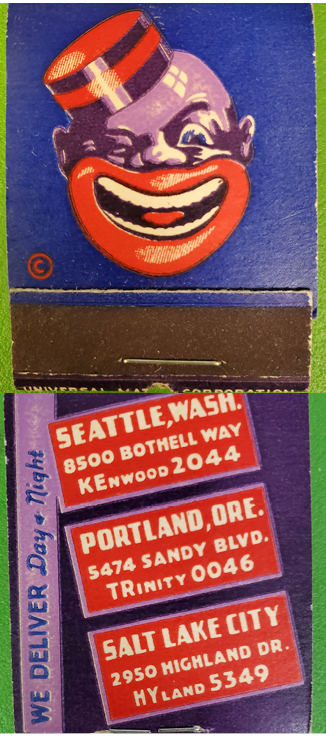 ©
UNIVERSAL MATCH CORPORATION
SEATTLE, WASH.
8500 BOTHELL WAY
KENWOOD 2044
PORTLAND, ORE.
5474 SANDY BLVD.
TRINITY 0046
SALT LAKE CITY
2950 HIGHLAND DR.
HYLAND 5349
WE DELIVER Day & Night